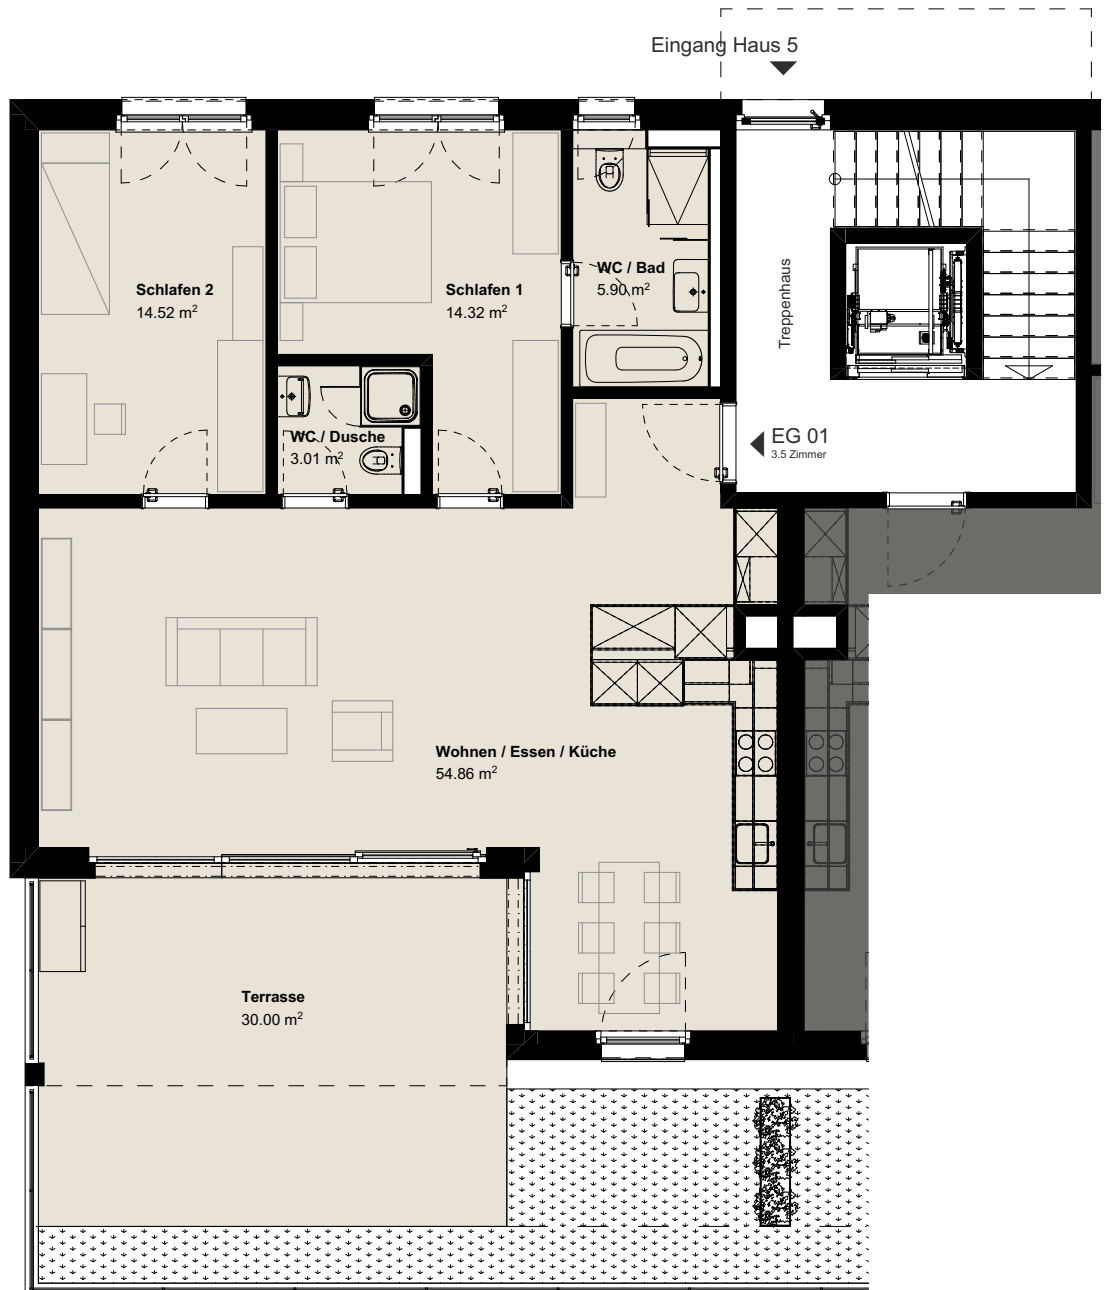 Eingang Haus 5
WC / Bad
5.90 m²
Schlafen 2
14.52 m²
Schlafen 1
14.32 m²
Treppenhaus
WC / Dusche
3.01 m²
EG 01
3.5 Zimmer
Wohnen / Essen / Küche
54.86 m²
Terrasse
30.00 m²